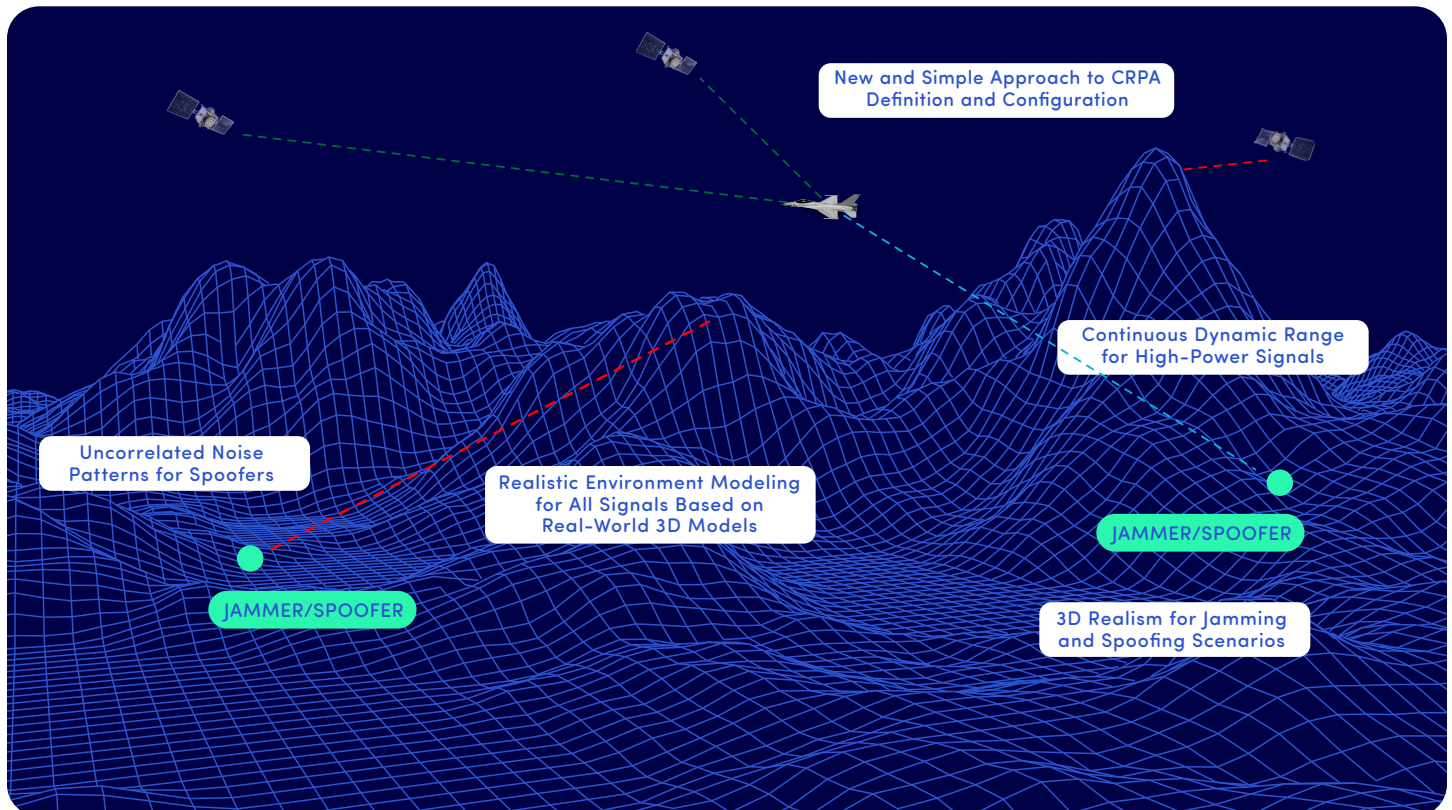 New and Simple Approach to CRPA
Definition and Configuration
Continuous Dynamic Range
for High-Power Signals
Uncorrelated Noise
Patterns for Spoofers
Realistic Environment Modeling
for All Signals Based on
Real-World 3D Models
JAMMER/SPOOFER
JAMMER/SPOOFER
3D Realism for Jamming
and Spoofing Scenarios